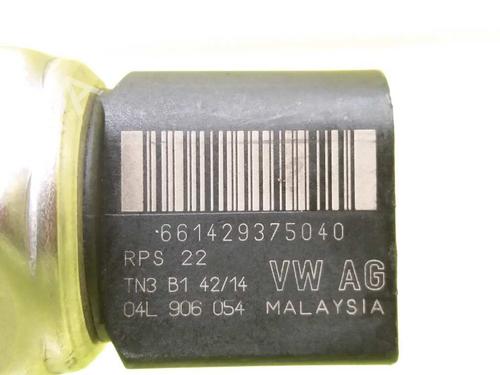 661429375040
RPS 22
TN3 B1 42/14
VW AG
04L 906 054
MALAYSIA